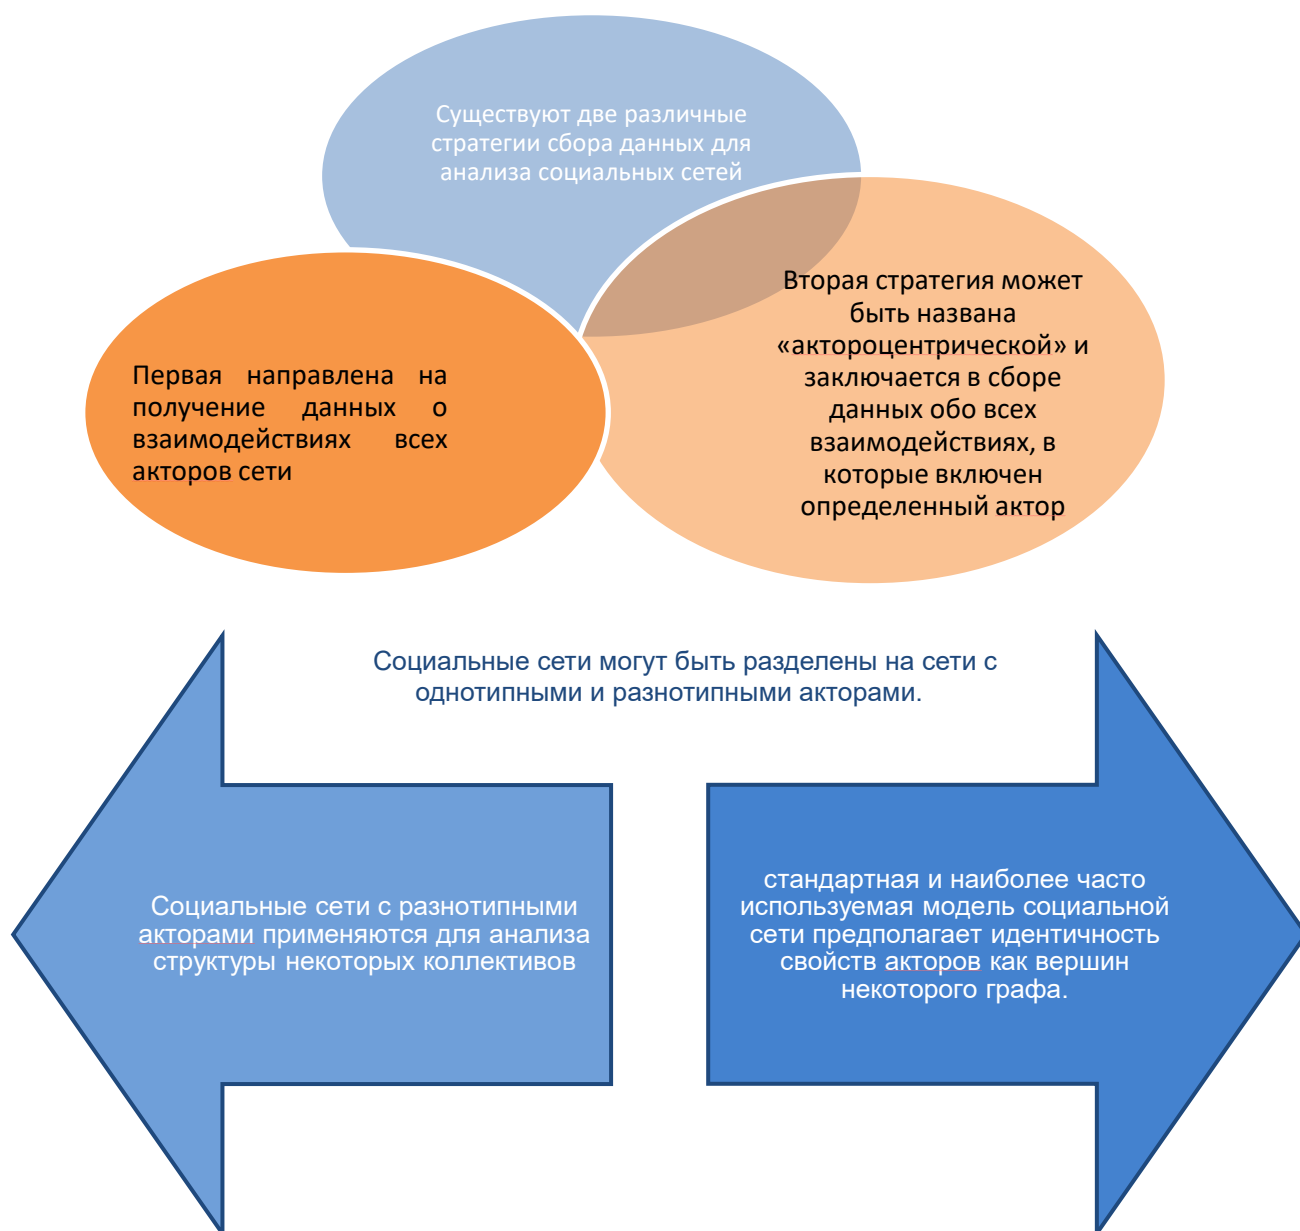 Существуют две различные
стратегии сбора данных для
анализа социальных сетей
Первая направлена на
получение данных о
взаимодействиях всех
акторов сети
Вторая стратегия может
быть названа
«актороцентрической» и
заключается в сборе
данных обо всех
взаимодействиях, в
которые включен
определенный актор
Социальные сети могут быть разделены на сети с
однотипными и разнотипными акторами.
Социальные сети с разнотипными
акторами применяются для анализа
структуры некоторых коллективов
стандартная и наиболее часто
используемая модель социальной
сети предполагает идентичность
свойств акторов как вершин
некоторого графа.